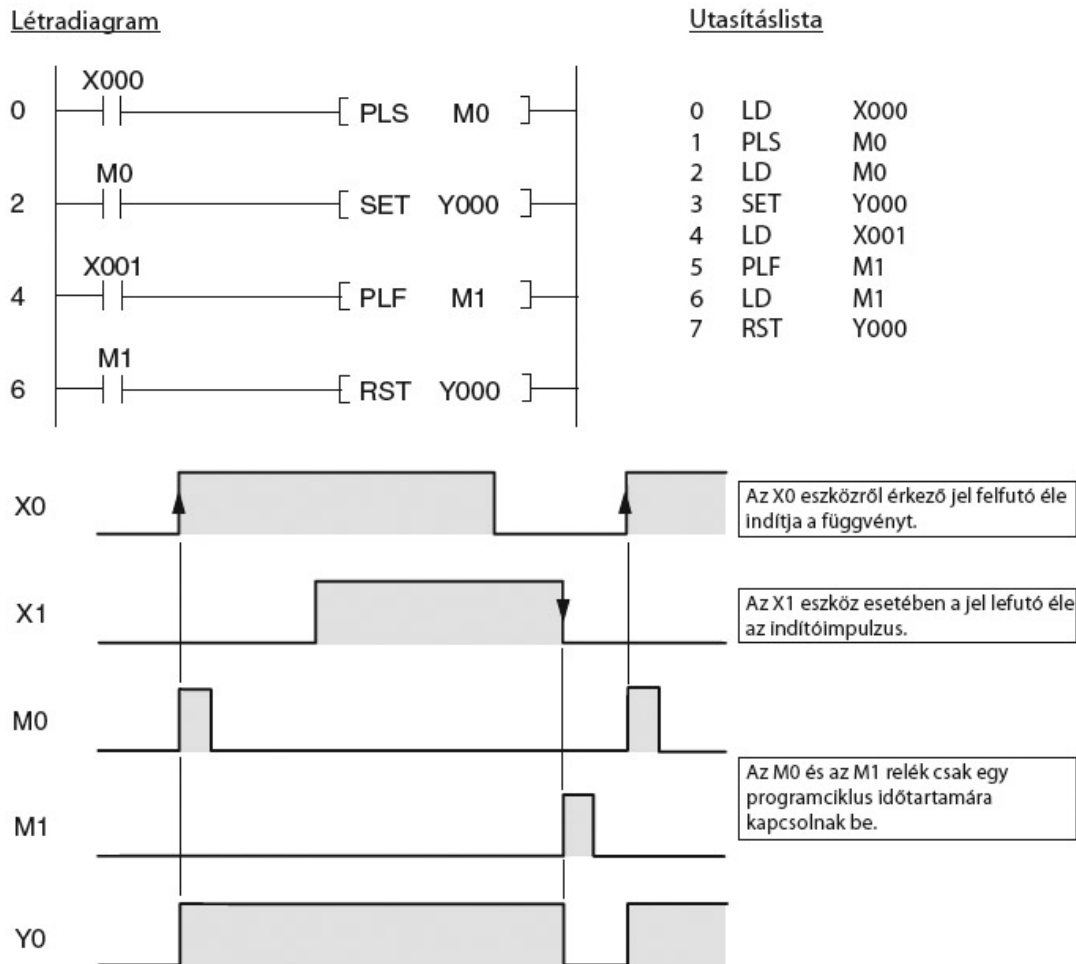 Létradiagram
X000
0 PLS M0
M0
2 SET Y000
X001
4 PLF M1
M1
6 RST Y000
Utasításlista
0 LD X000
1 PLS M0
2 LD M0
3 SET Y000
4 LD X001
5 PLF M1
6 LD M1
7 RST Y000
X0
Az X0 eszközről érkező jel felfutó éle
indítja a függvényt.
X1
Az X1 eszköz esetében a jel lefutó éle
az indítóimpulzus.
M0
Az M0 és az M1 relék csak egy
programciklus időtartamára
kapcsolnak be.
M1
Y0